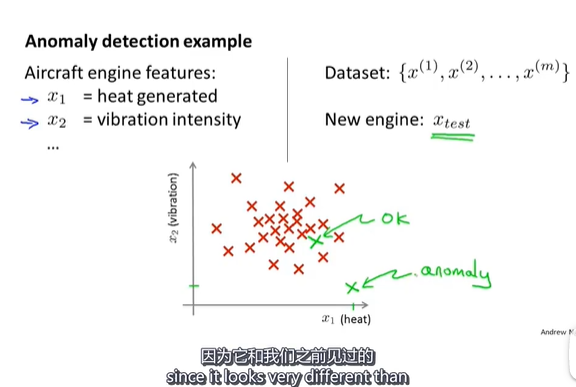 Anomaly detection example
Aircraft engine features:
→ x₁ = heat generated
→ x₂ = vibration intensity
...
Dataset: {x⁽¹⁾, x⁽²⁾, . . . , x⁽ᵐ⁾}
New engine: x_test
x₂ (vibration)
OK
anomaly
x₁ (heat)
Andrew
因为它和我们之前见过的
since it looks very different than